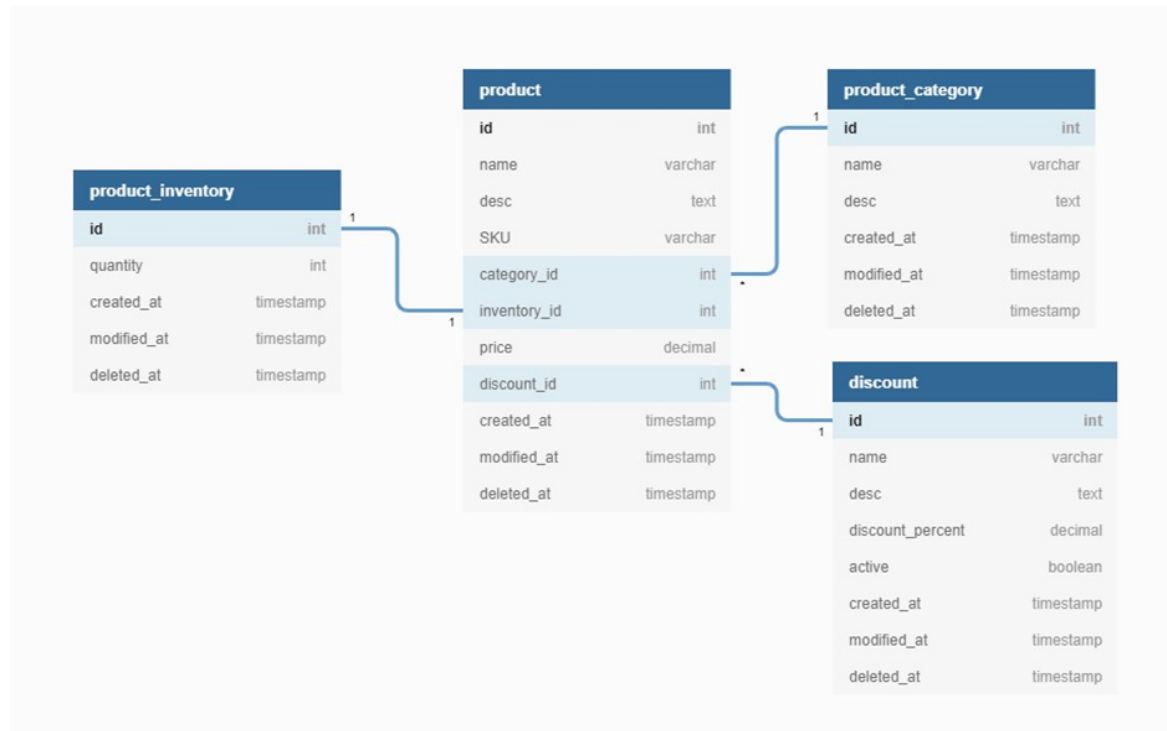 product_inventory
id int
quantity int
created_at timestamp
modified_at timestamp
deleted_at timestamp
1
1
product
id int
name varchar
desc text
SKU varchar
category_id int
inventory_id int
price decimal
discount_id int
created_at timestamp
modified_at timestamp
deleted_at timestamp
*
1
product_category
id int
name varchar
desc text
created_at timestamp
modified_at timestamp
deleted_at timestamp
*
1
discount
id int
name varchar
desc text
discount_percent decimal
active boolean
created_at timestamp
modified_at timestamp
deleted_at timestamp